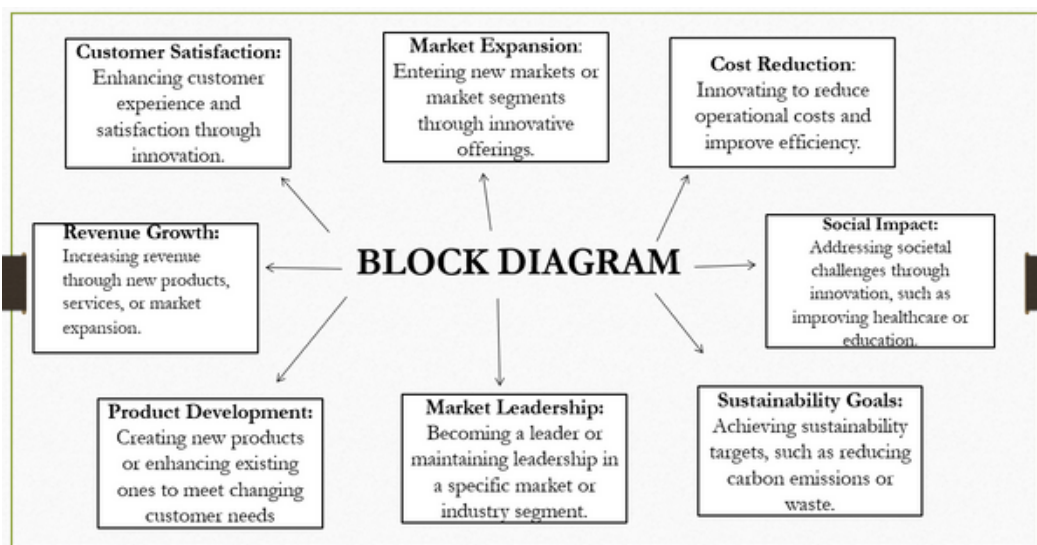 Customer Satisfaction:
Enhancing customer
experience and
satisfaction through
innovation.
Market Expansion:
Entering new markets or
market segments
through innovative
offerings.
Cost Reduction:
Innovating to reduce
operational costs and
improve efficiency.
Revenue Growth:
Increasing revenue
through new products,
services, or market
expansion.
BLOCK DIAGRAM
Social Impact:
Addressing societal
challenges through
innovation, such as
improving healthcare or
education.
Product Development:
Creating new products
or enhancing existing
ones to meet changing
customer needs
Market Leadership:
Becoming a leader or
maintaining leadership in
a specific market or
industry segment.
Sustainability Goals:
Achieving sustainability
targets, such as reducing
carbon emissions or
waste.